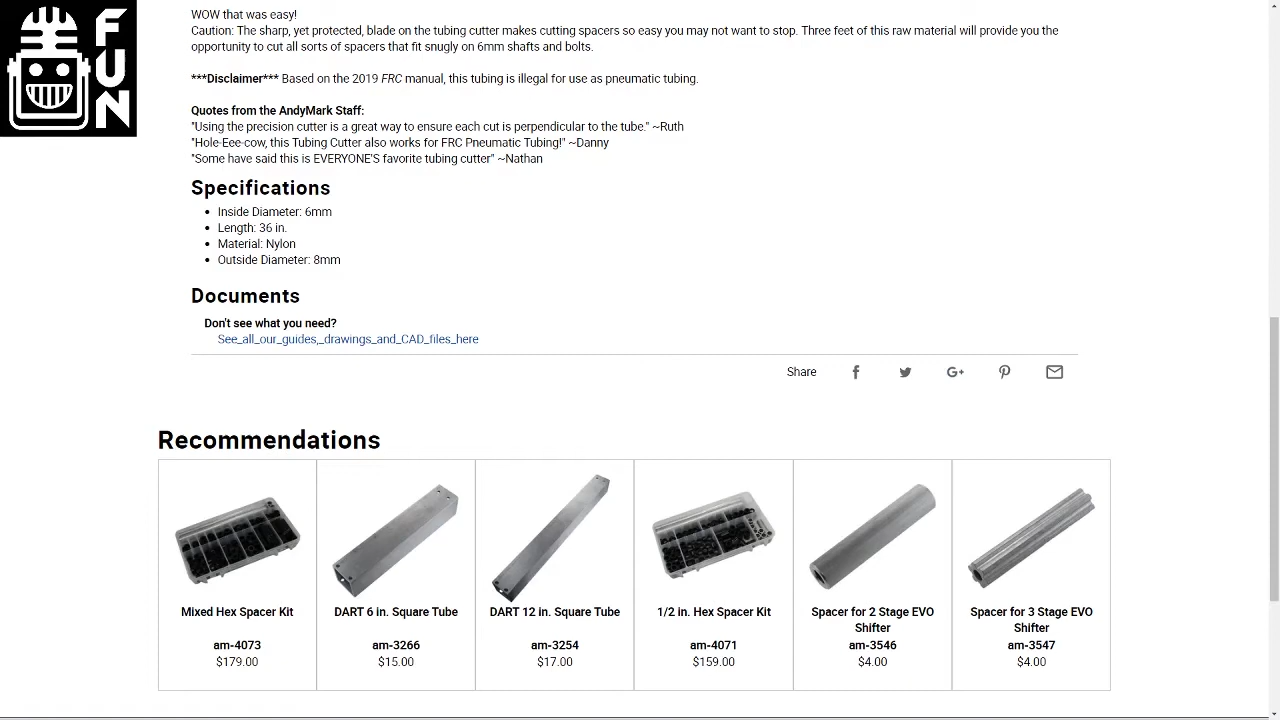 FUN
WOW that was easy!
Caution: The sharp, yet protected, blade on the tubing cutter makes cutting spacers so easy you may not want to stop. Three feet of this raw material will provide you the
opportunity to cut all sorts of spacers that fit snugly on 6mm shafts and bolts.
***Disclaimer*** Based on the 2019 FRC manual, this tubing is illegal for use as pneumatic tubing.
Quotes from the AndyMark Staff:
"Using the precision cutter is a great way to ensure each cut is perpendicular to the tube." ~Ruth
"Hole-Eee-cow, this Tubing Cutter also works for FRC Pneumatic Tubing!" ~Danny
"Some have said this is EVERYONE'S favorite tubing cutter" ~Nathan
Specifications
• Inside Diameter: 6mm
• Length: 36 in.
• Material: Nylon
• Outside Diameter: 8mm
Documents
Don't see what you need?
See_all_our_guides,_drawings_and_CAD_files_here
Share
Recommendations
Mixed Hex Spacer Kit
am-4073
$179.00
DART 6 in. Square Tube
am-3266
$15.00
DART 12 in. Square Tube
am-3254
$17.00
1/2 in. Hex Spacer Kit
am-4071
$159.00
Spacer for 2 Stage EVO
Shifter
am-3546
$4.00
Spacer for 3 Stage EVO
Shifter
am-3547
$4.00